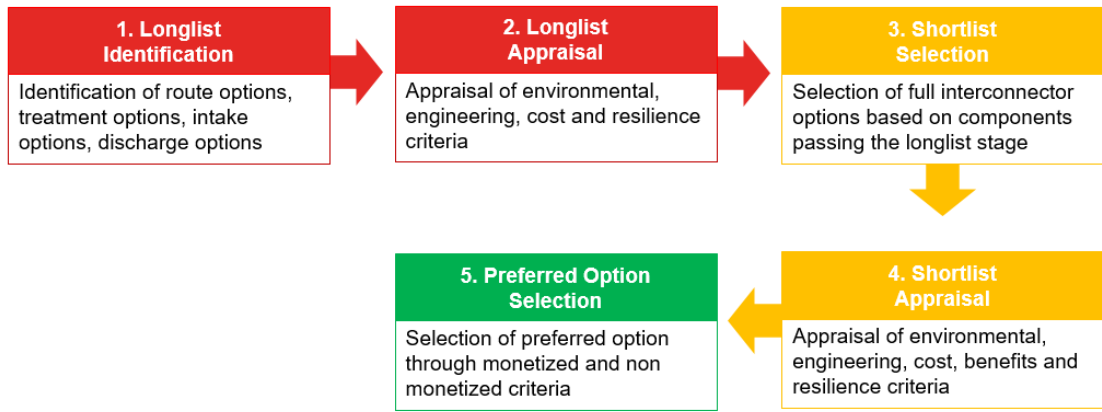 1. Longlist
Identification
Identification of route options,
treatment options, intake
options, discharge options
2. Longlist
Appraisal
Appraisal of environmental,
engineering, cost and resilience
criteria
3. Shortlist
Selection
Selection of full interconnector
options based on components
passing the longlist stage
4. Shortlist
Appraisal
Appraisal of environmental,
engineering, cost, benefits and
resilience criteria
5. Preferred Option
Selection
Selection of preferred option
through monetized and non
monetized criteria